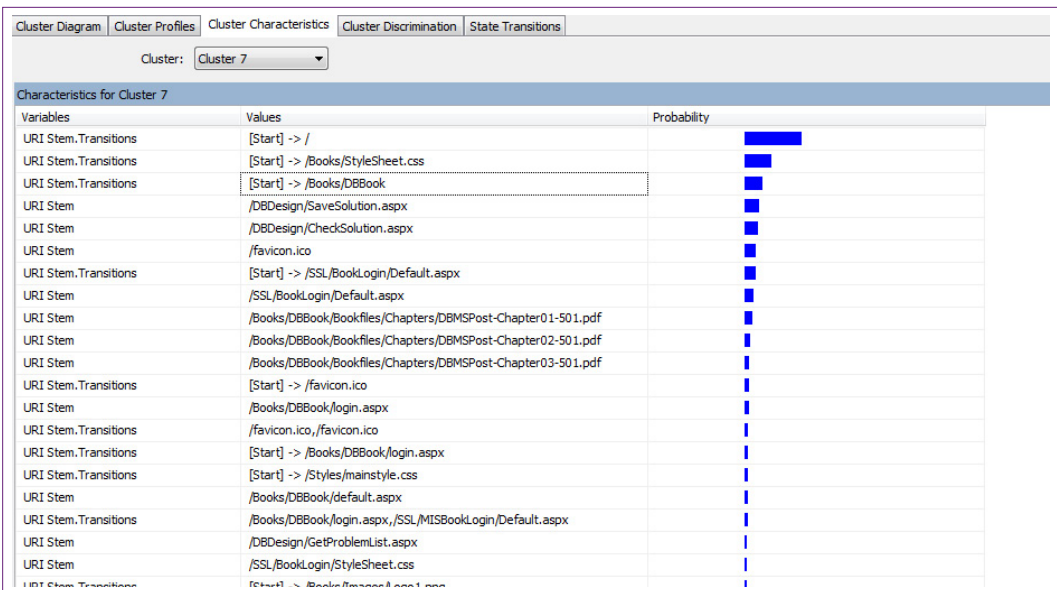 Cluster Diagram Cluster Profiles Cluster Characteristics Cluster Discrimination State Transitions
Cluster: Cluster 7
Characteristics for Cluster 7
Variables Values Probability
URI Stem.Transitions [Start] -> /
URI Stem.Transitions [Start] -> /Books/StyleSheet.css
URI Stem.Transitions [Start] -> /Books/DBBook
URI Stem /DBDesign/SaveSolution.aspx
URI Stem /DBDesign/CheckSolution.aspx
URI Stem /favicon.ico
URI Stem.Transitions [Start] -> /SSL/BookLogin/Default.aspx
URI Stem /SSL/BookLogin/Default.aspx
URI Stem /Books/DBBook/Bookfiles/Chapters/DBMSPost-Chapter01-501.pdf
URI Stem /Books/DBBook/Bookfiles/Chapters/DBMSPost-Chapter02-501.pdf
URI Stem /Books/DBBook/Bookfiles/Chapters/DBMSPost-Chapter03-501.pdf
URI Stem.Transitions [Start] -> /favicon.ico
URI Stem /Books/DBBook/login.aspx
URI Stem.Transitions /favicon.ico,/favicon.ico
URI Stem.Transitions [Start] -> /Books/DBBook/login.aspx
URI Stem.Transitions [Start] -> /Styles/mainstyle.css
URI Stem /Books/DBBook/default.aspx
URI Stem.Transitions /Books/DBBook/login.aspx,/SSL/MISBookLogin/Default.aspx
URI Stem /DBDesign/GetProblemList.aspx
URI Stem /SSL/BookLogin/StyleSheet.css
URI Stem.Transitions [Start] -> /Books/Images/Logo1.png